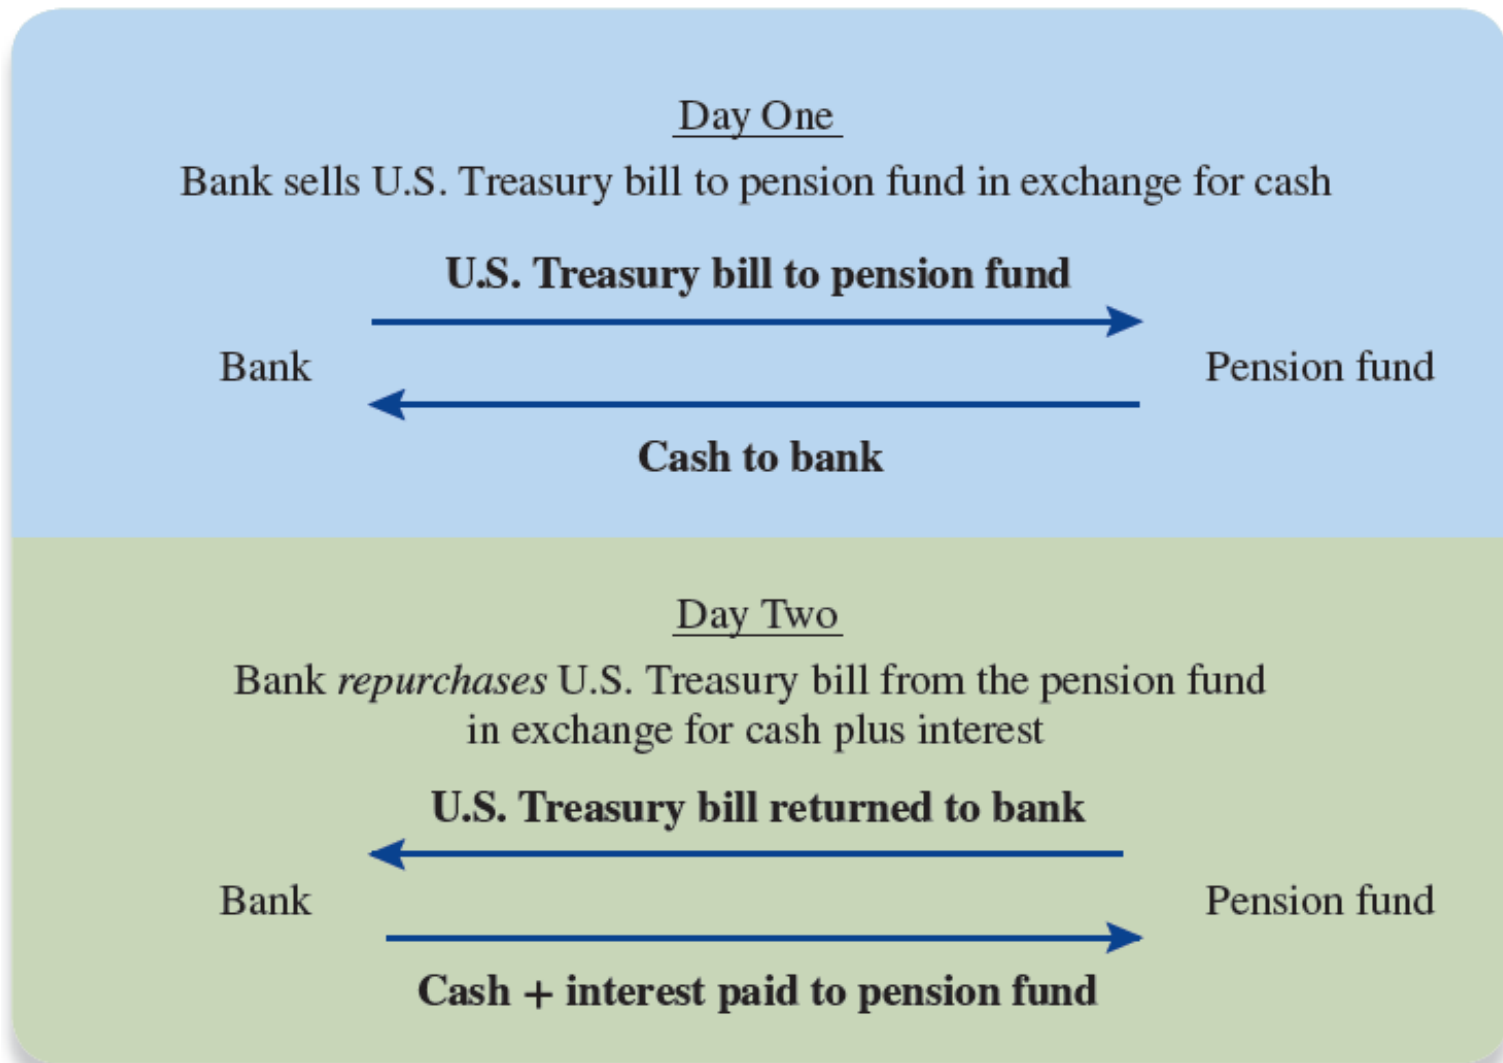 Day One
Bank sells U.S. Treasury bill to pension fund in exchange for cash
U.S. Treasury bill to pension fund
Bank
Pension fund
Cash to bank
Day Two
Bank repurchases U.S. Treasury bill from the pension fund
in exchange for cash plus interest
U.S. Treasury bill returned to bank
Bank
Pension fund
Cash + interest paid to pension fund